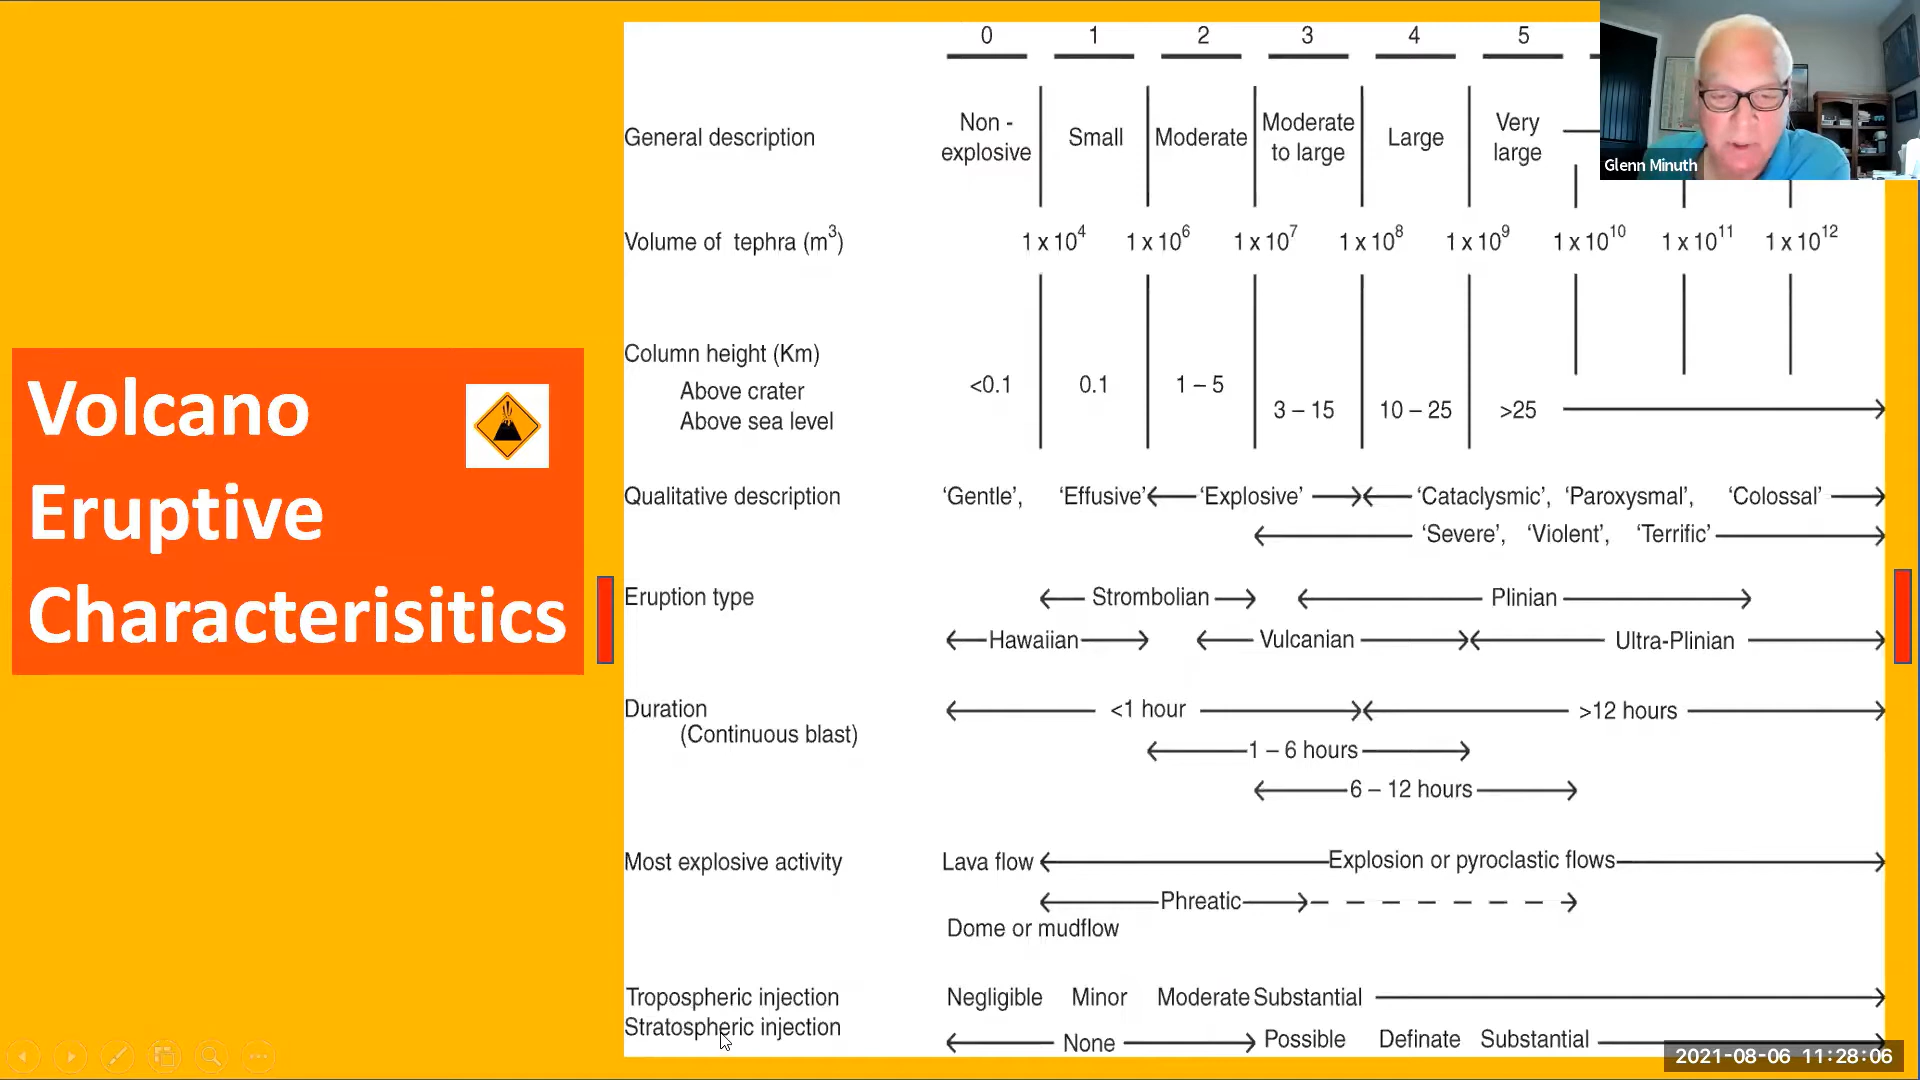 0 1 2 3 4 5
General description Non - explosive Small Moderate Moderate to large Large Very large
Volume of tephra (m³) 1 x 10⁴ 1 x 10⁶ 1 x 10⁷ 1 x 10⁸ 1 x 10⁹ 1 x 10¹⁰ 1 x 10¹¹ 1 x 10¹²
Column height (Km)
Above crater <0.1 0.1 1 – 5
Above sea level 3 – 15 10 – 25 >25
Qualitative description ‘Gentle’, ‘Effusive’ ‘Explosive’ ‘Cataclysmic’, ‘Paroxysmal’, ‘Colossal’
‘Severe’, ‘Violent’, ‘Terrific’
Eruption type Strombolian Plinian
Hawaiian Vulcanian Ultra-Plinian
Duration <1 hour >12 hours
(Continuous blast)
1 – 6 hours
6 – 12 hours
Most explosive activity Lava flow Explosion or pyroclastic flows
Phreatic
Dome or mudflow
Tropospheric injection Negligible Minor Moderate Substantial
Stratospheric injection None Possible Definate Substantial
Volcano
Eruptive
Characterisitics
Glenn Minuth
2021-08-06 11:28:06